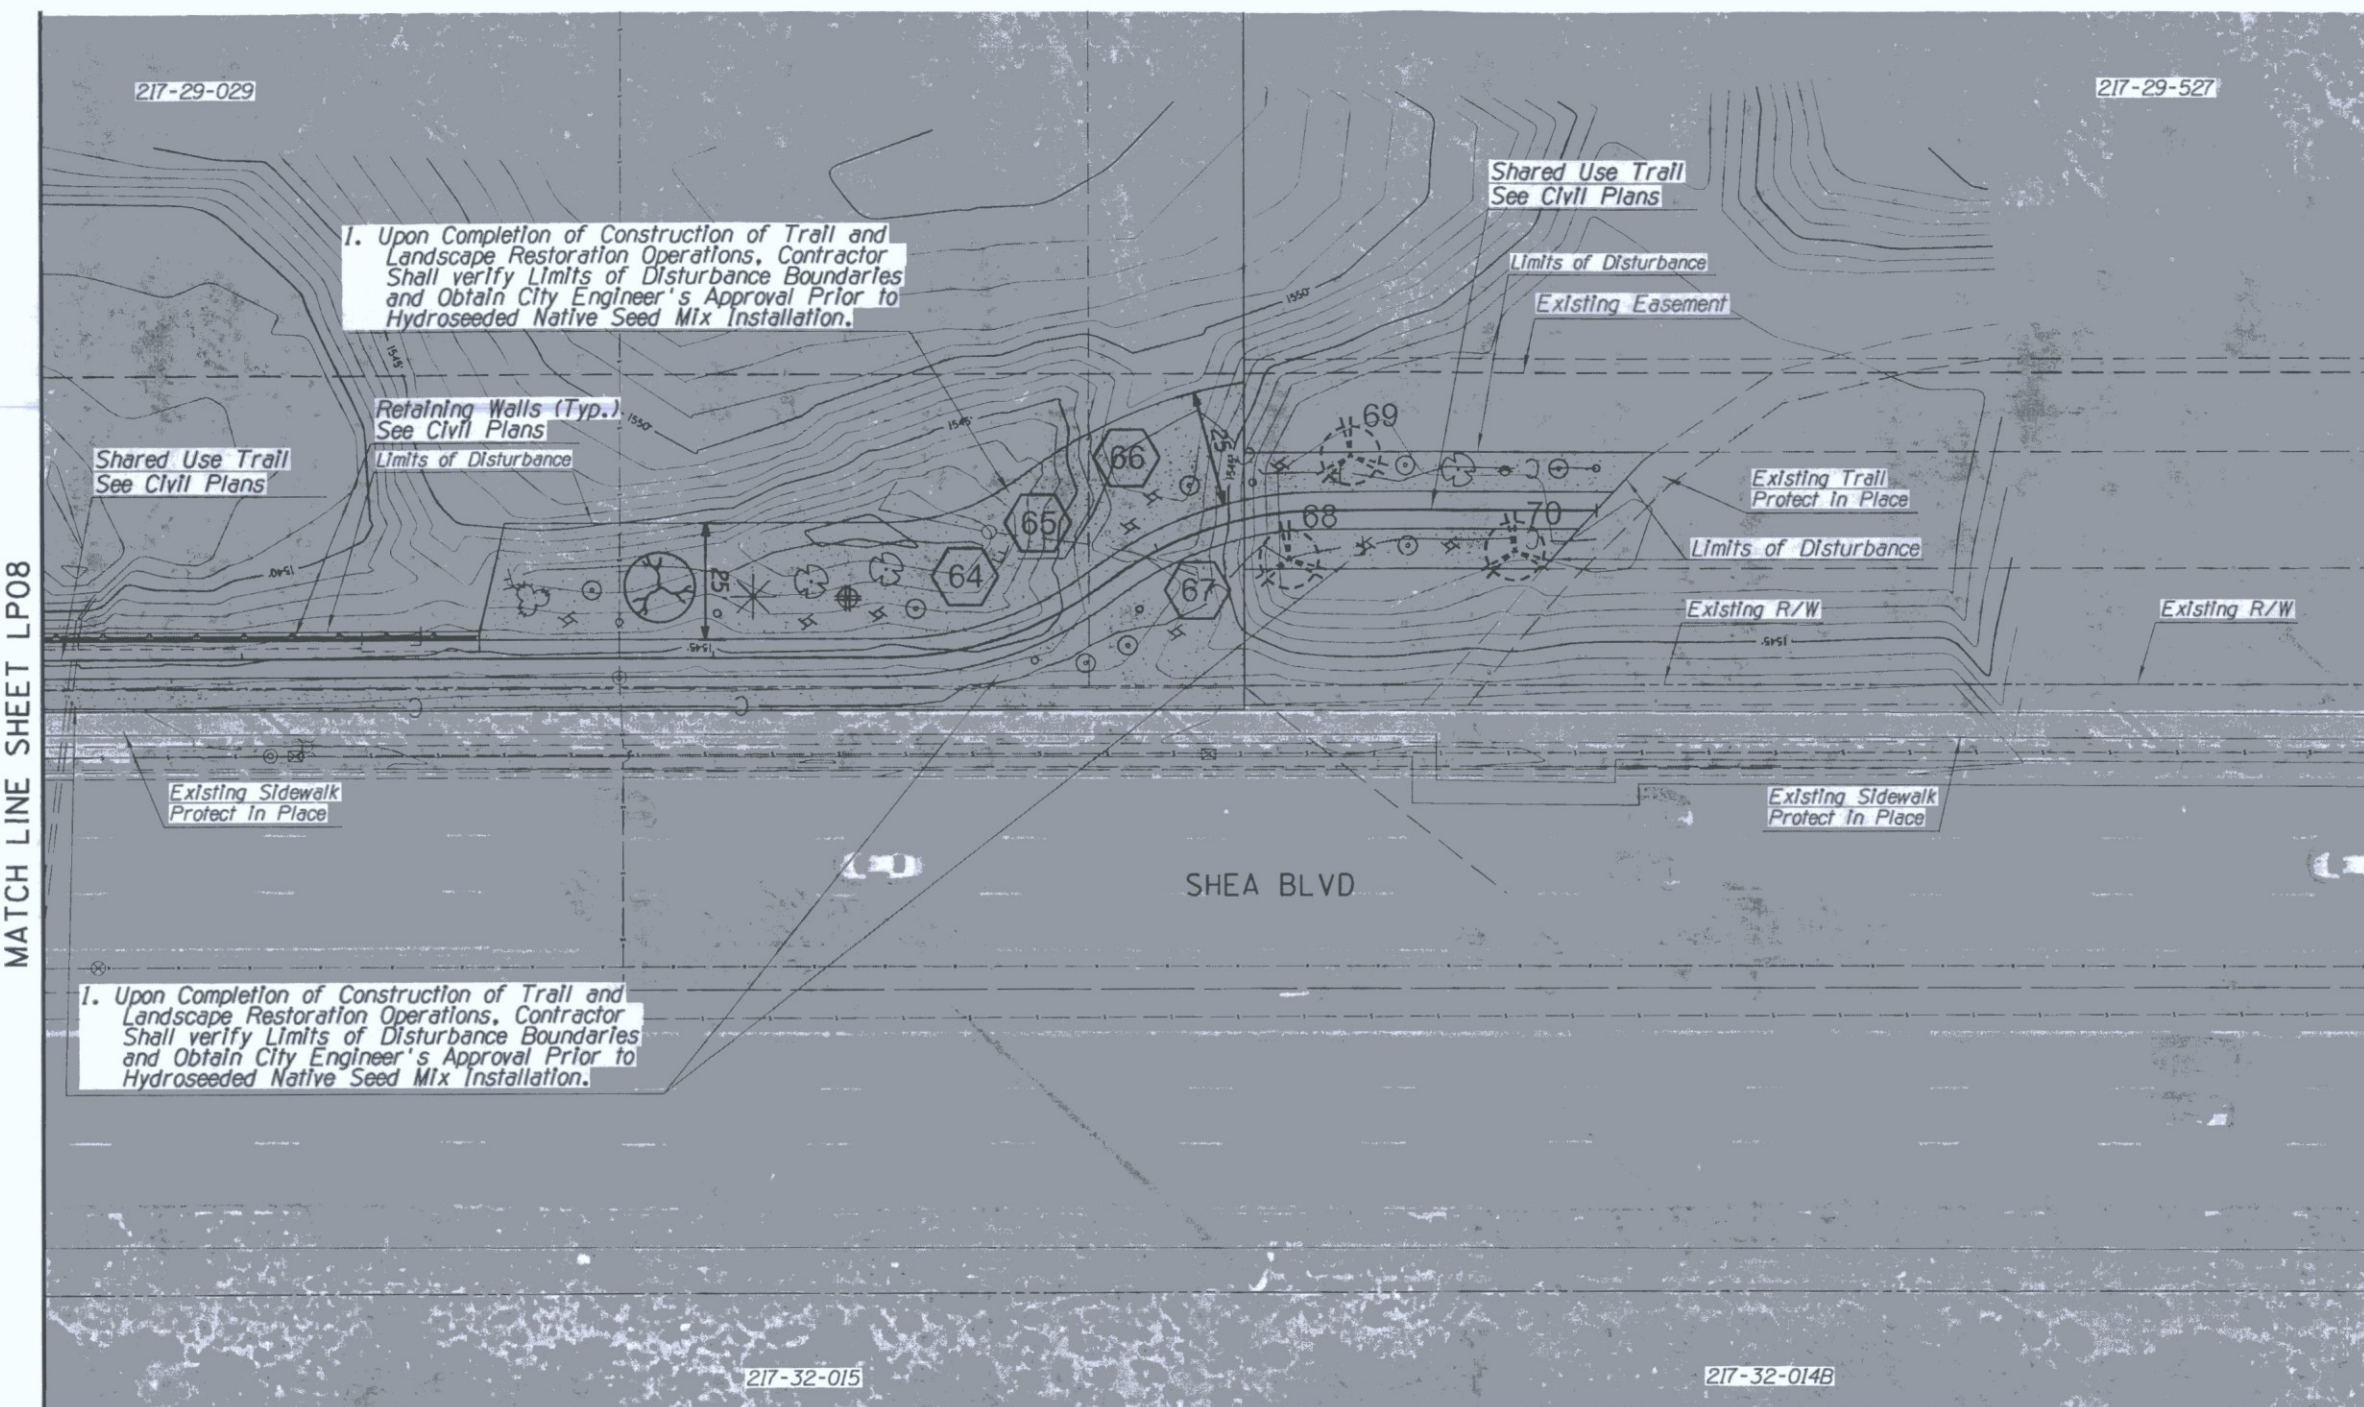 217-29-029
217-29-527
Shared Use Trail
See Civil Plans
1. Upon Completion of Construction of Trail and
Landscape Restoration Operations, Contractor
Shall verify Limits of Disturbance Boundaries
and Obtain City Engineer's Approval Prior to
Hydroseeded Native Seed Mix Installation.
Limits of Disturbance
Existing Easement
1550'
1545'
Retaining Walls (Typ.)
See Civil Plans
1550'
1545'
Limits of Disturbance
Shared Use Trail
See Civil Plans
69
66
25'
1545'
Existing Trail
Protect in Place
65
68
70
Limits of Disturbance
64
67
25'
1540'
Existing R/W
Existing R/W
1545'
1545'
MATCH LINE SHEET LP08
Existing Sidewalk
Protect in Place
Existing Sidewalk
Protect in Place
SHEA BLVD
1. Upon Completion of Construction of Trail and
Landscape Restoration Operations, Contractor
Shall verify Limits of Disturbance Boundaries
and Obtain City Engineer's Approval Prior to
Hydroseeded Native Seed Mix Installation.
217-32-015
217-32-014B